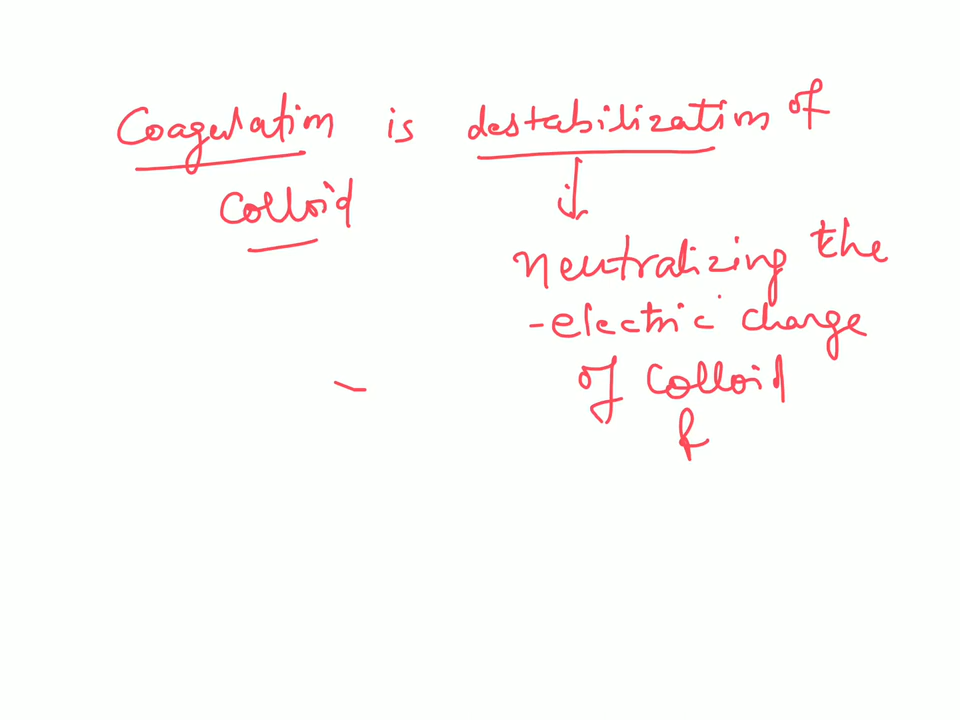 Coagulation is destabilization of
colloid
neutralizing the
electric charge
of colloid
&